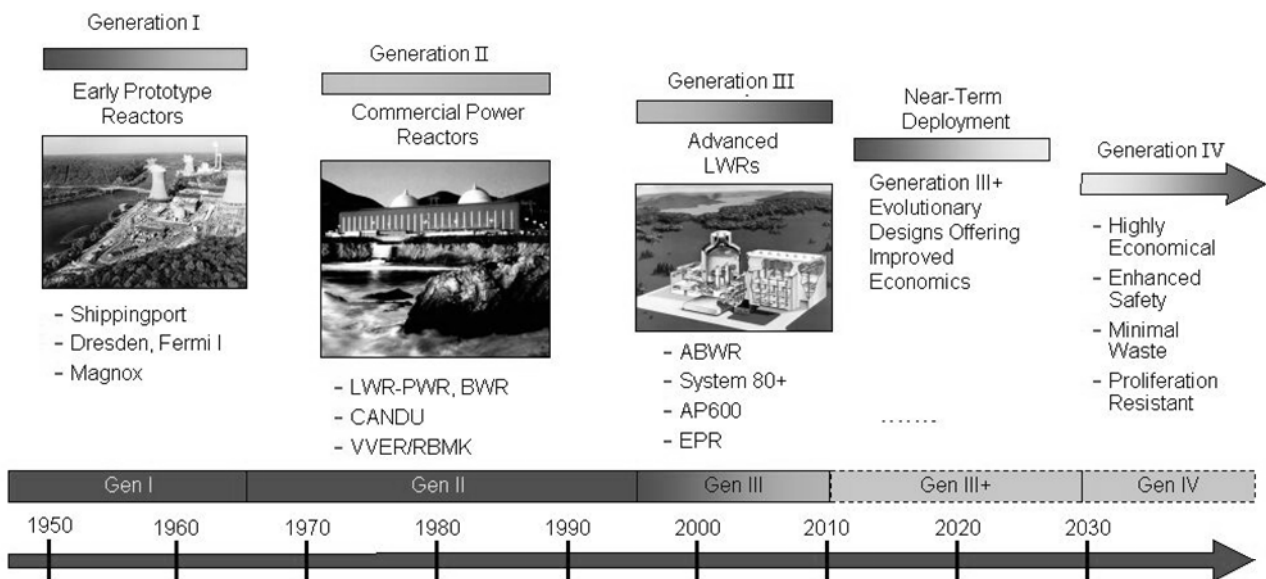 Generation I
Early Prototype
Reactors
- Shippingport
- Dresden, Fermi I
- Magnox
Generation II
Commercial Power
Reactors
- LWR-PWR, BWR
- CANDU
- VVER/RBMK
Generation III
Advanced
LWRs
- ABWR
- System 80+
- AP600
- EPR
Near-Term
Deployment
Generation III+
Evolutionary
Designs Offering
Improved
Economics
........
Generation IV
- Highly
Economical
- Enhanced
Safety
- Minimal
Waste
- Proliferation
Resistant
Gen I
Gen II
Gen III
Gen III+
Gen IV
1950
1960
1970
1980
1990
2000
2010
2020
2030